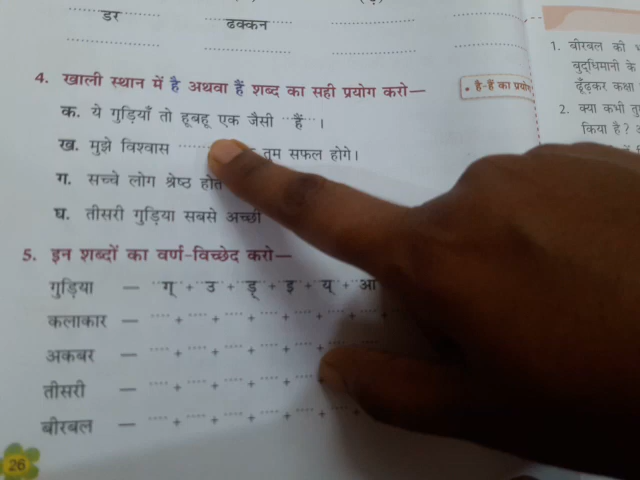 डर
ढक्कन
4. खाली स्थान में है अथवा हैं शब्द का सही प्रयोग करो—
• है-हैं का प्रयोग
क. ये गुड़ियाँ तो हूबहू एक जैसी हैं ।
ख. मुझे विश्वास ........ तुम सफल होगे।
ग. सच्चे लोग श्रेष्ठ होते
घ. तीसरी गुड़िया सबसे अच्छी
5. इन शब्दों का वर्ण-विच्छेद करो—
गुड़िया — ग् + उ + ड़् + इ + य् + आ
कलाकार — .... + .... + .... + .... + .... + .... + .... +
अकबर — .... + .... + .... + .... + .... +
तीसरी — .... + .... + .... + .... + .... +
बीरबल — .... + .... + .... + .... + .... + .... +
26
1. बीरबल की
बुद्धिमानी के
ढूँढ़कर कक्षा
2. क्या कभी
किया है?